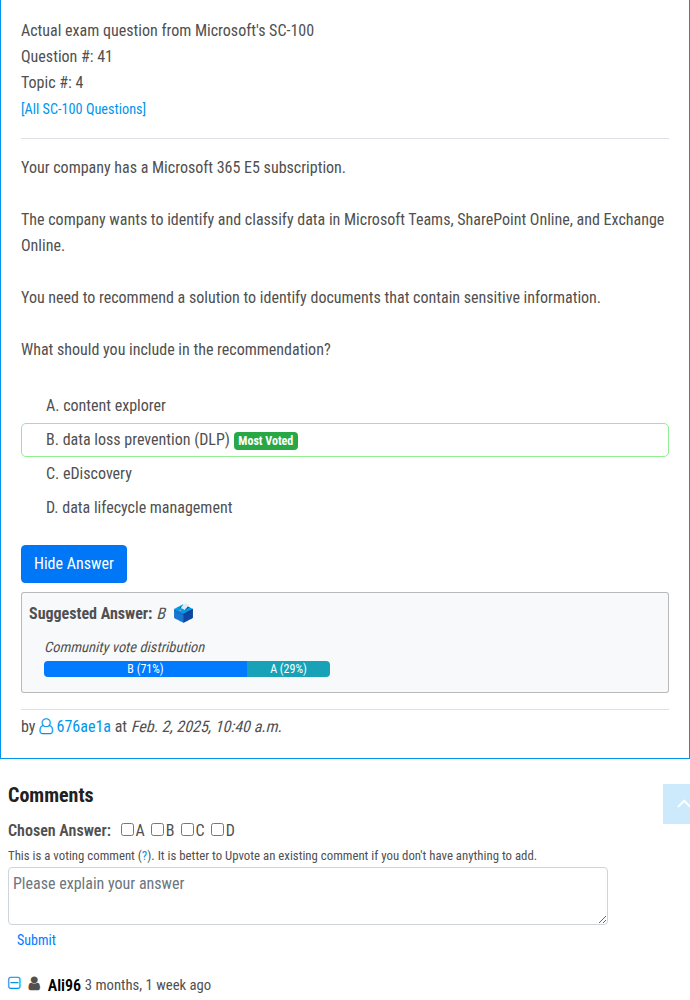 Actual exam question from Microsoft's SC-100
Question #: 41
Topic #: 4
[All SC-100 Questions]
Your company has a Microsoft 365 E5 subscription.
The company wants to identify and classify data in Microsoft Teams, SharePoint Online, and Exchange
Online.
You need to recommend a solution to identify documents that contain sensitive information.
What should you include in the recommendation?
A. content explorer
B. data loss prevention (DLP) Most Voted
C. eDiscovery
D. data lifecycle management
Hide Answer
Suggested Answer: B
Community vote distribution
B (71%) A (29%)
by 676ae1a at Feb. 2, 2025, 10:40 a.m.
Comments
Chosen Answer: A B C D
This is a voting comment (?). It is better to Upvote an existing comment if you don't have anything to add.
Please explain your answer
Submit
Ali96 3 months, 1 week ago